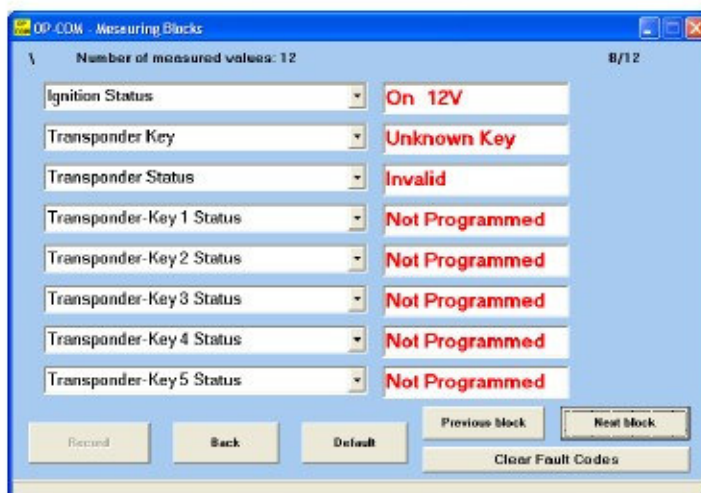 OP-COM - Measuring Blocks
\ Number of measured values: 12 8/12
Ignition Status On 12V
Transponder Key Unknown Key
Transponder Status Invalid
Transponder-Key 1 Status Not Programmed
Transponder-Key 2 Status Not Programmed
Transponder-Key 3 Status Not Programmed
Transponder-Key 4 Status Not Programmed
Transponder-Key 5 Status Not Programmed
Previous block Next block
Record Back Default
Clear Fault Codes